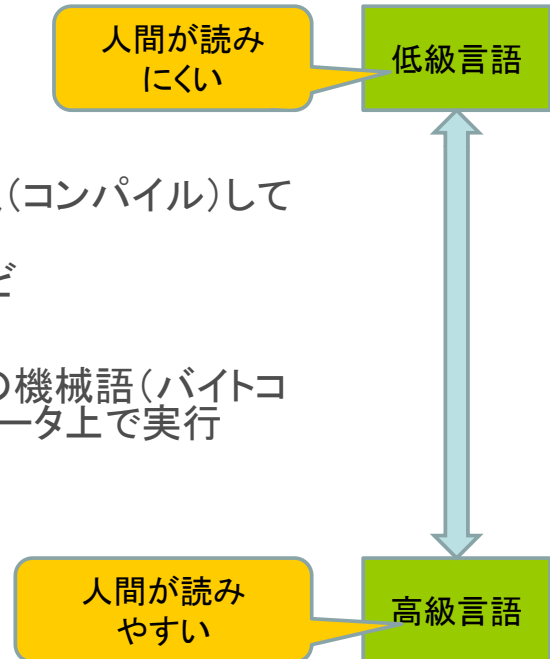 人間が読み
にくい
低級言語
(コンパイル)して
の機械語(バイトコ
ータ上で実行
人間が読み
やすい
高級言語